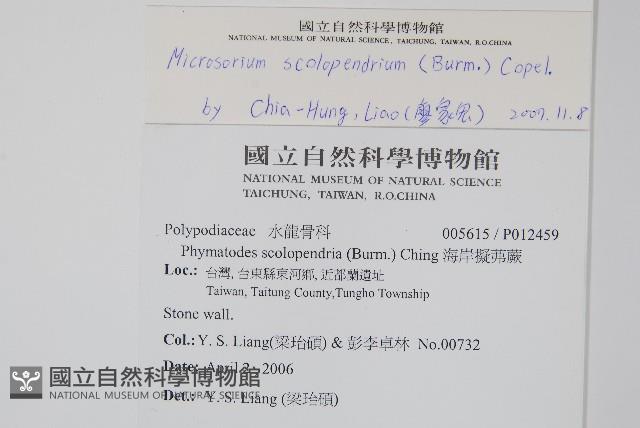 國立自然科學博物館
NATIONAL MUSEUM OF NATURAL SCIENCE, TAICHUNG, TAIWAN, R.O.CHINA
Microsorium scolopendrium (Burm.) Copel.
by Chia-Hung, Liao (廖家) 2007.11.8
國立自然科學博物館
NATIONAL MUSEUM OF NATURAL SCIENCE
TAICHUNG, TAIWAN, R.O.CHINA
Polypodiaceae 水龍骨科 005615 / P012459
Phymatodes scolopendria (Burm.) Ching 海岸擬茀蕨
Loc.: 台灣, 台東縣東河鄉, 近都蘭遺址
Taiwan, Taitung County,Tungho Township
Stone wall.
Col.: Y. S. Liang(梁珆碩) & 彭李卓林 No.00732
Date: April 2, 2006
Det.: Y. S. Liang (梁珆碩)
國立自然科學博物館
NATIONAL MUSEUM OF NATURAL SCIENCE